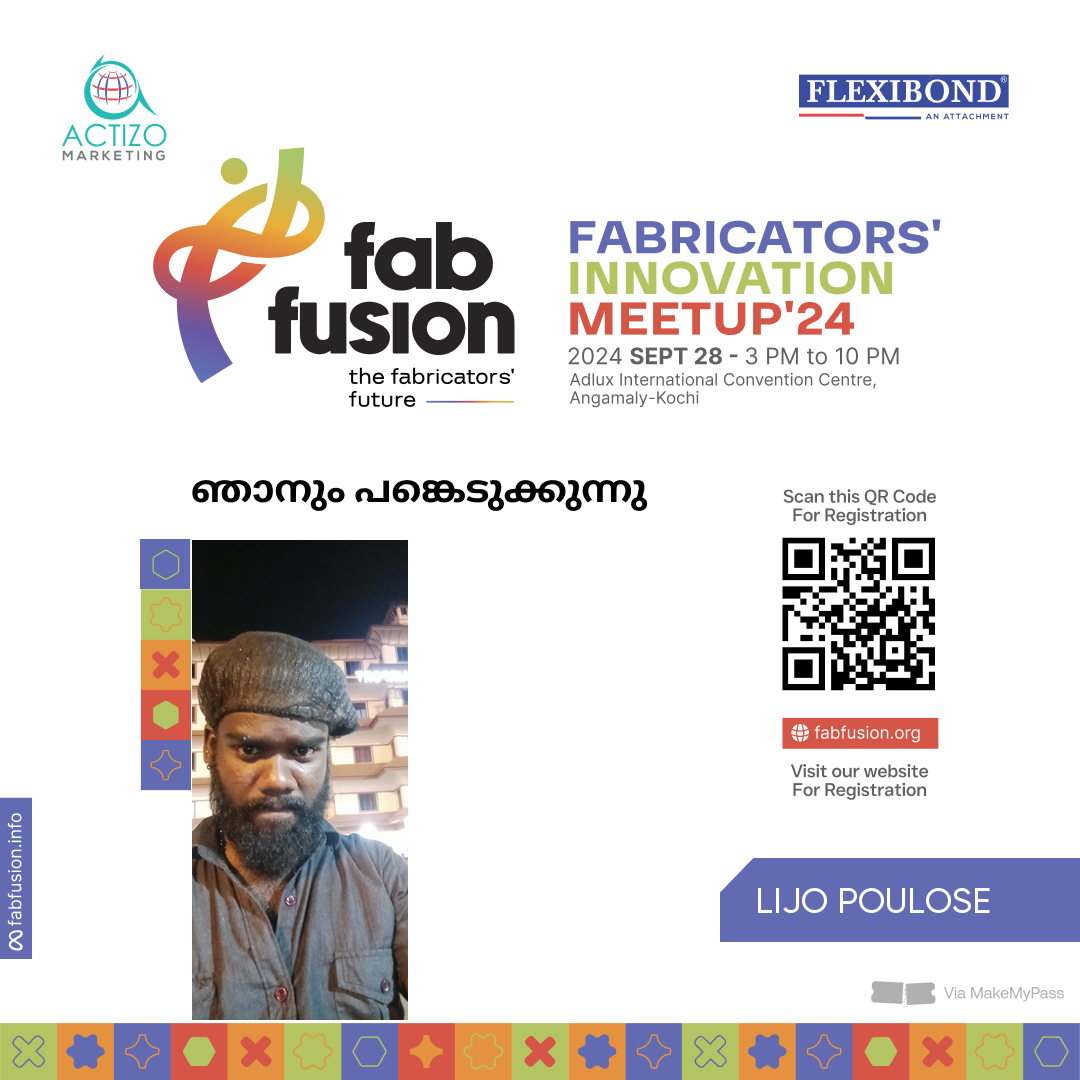 ACTIZO
MARKETING
FLEXIBOND®
AN ATTACHMENT
fab
fusion
the fabricators'
future
FABRICATORS'
INNOVATION
MEETUP'24
2024 SEPT 28 - 3 PM to 10 PM
Adlux International Convention Centre,
Angamaly-Kochi
ഞാനും പങ്കെടുക്കുന്നു
Scan this QR Code
For Registration
fabfusion.org
Visit our website
For Registration
fabfusion.info
LIJO POULOSE
Via MakeMyPass